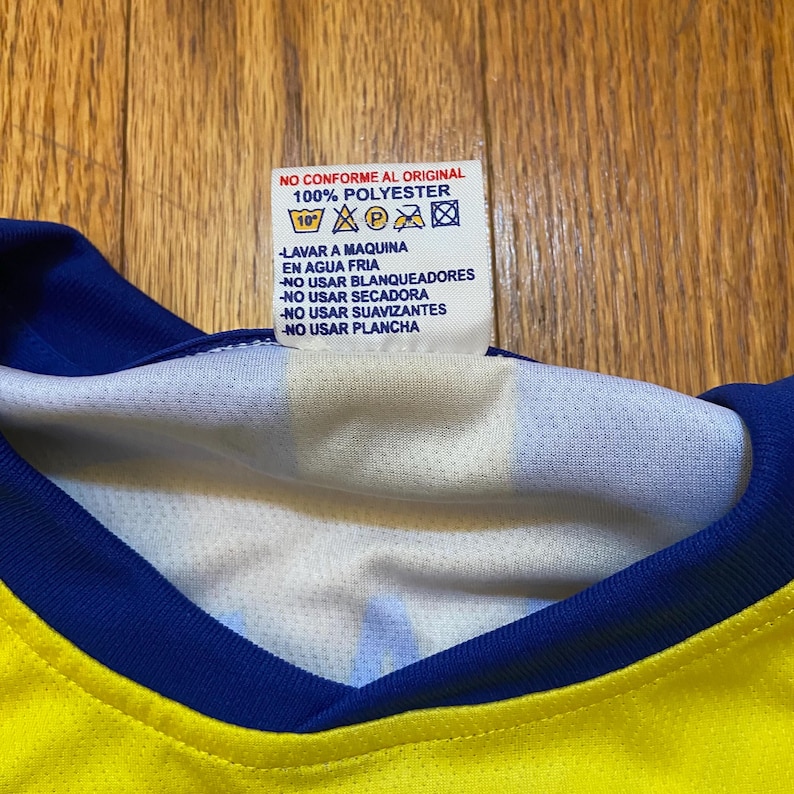 NO CONFORME AL ORIGINAL
100% POLYESTER
10° P
-LAVAR A MAQUINA
EN AGUA FRIA
-NO USAR BLANQUEADORES
-NO USAR SECADORA
-NO USAR SUAVIZANTES
-NO USAR PLANCHA